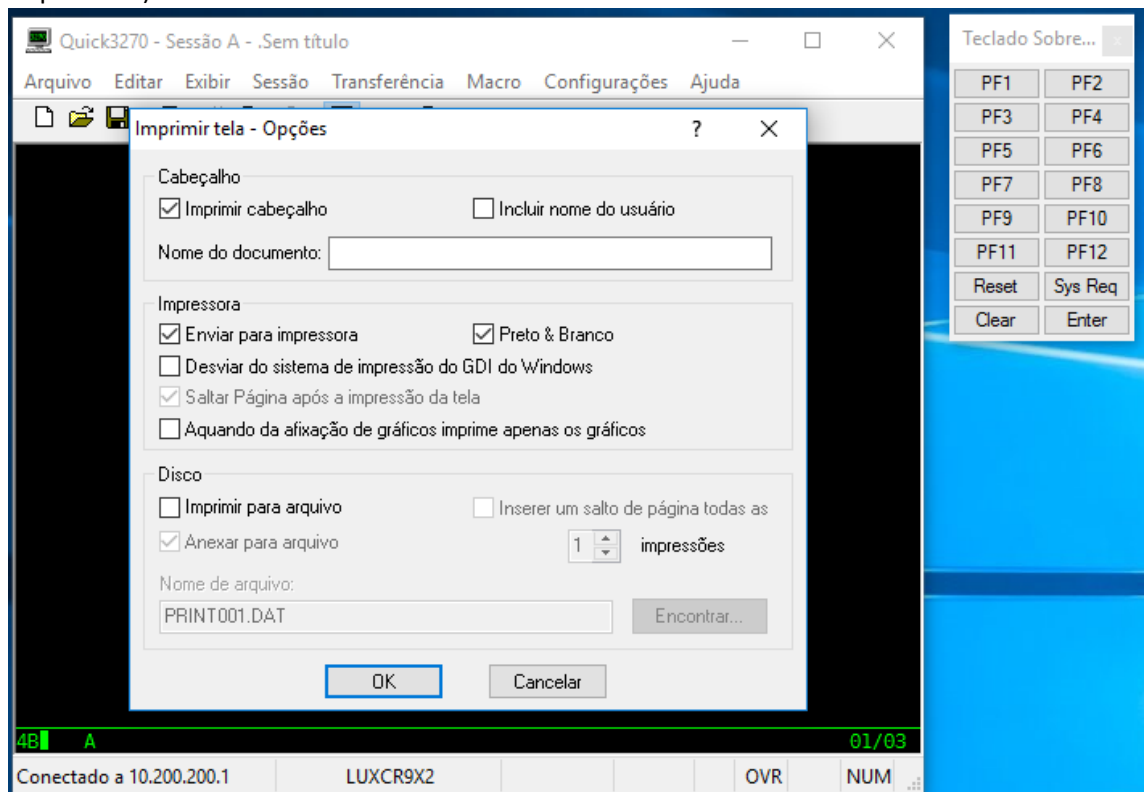 Quick3270 - Sessão A - .Sem título
Arquivo Editar Exibir Sessão Transferência Macro Configurações Ajuda
Imprimir tela - Opções ?
Cabeçalho
Imprimir cabeçalho Incluir nome do usuário
Nome do documento:
Impressora
Enviar para impressora Preto & Branco
Desviar do sistema de impressão do GDI do Windows
Saltar Página após a impressão da tela
Aquando da afixação de gráficos imprime apenas os gráficos
Disco
Imprimir para arquivo Inserer um salto de página todas as
Anexar para arquivo 1 impressões
Nome de arquivo:
PRINT001.DAT Encontrar...
OK Cancelar
4B A 01/03
Conectado a 10.200.200.1 LUXCR9X2 OVR NUM
Teclado Sobre... x
PF1 PF2
PF3 PF4
PF5 PF6
PF7 PF8
PF9 PF10
PF11 PF12
Reset Sys Req
Clear Enter